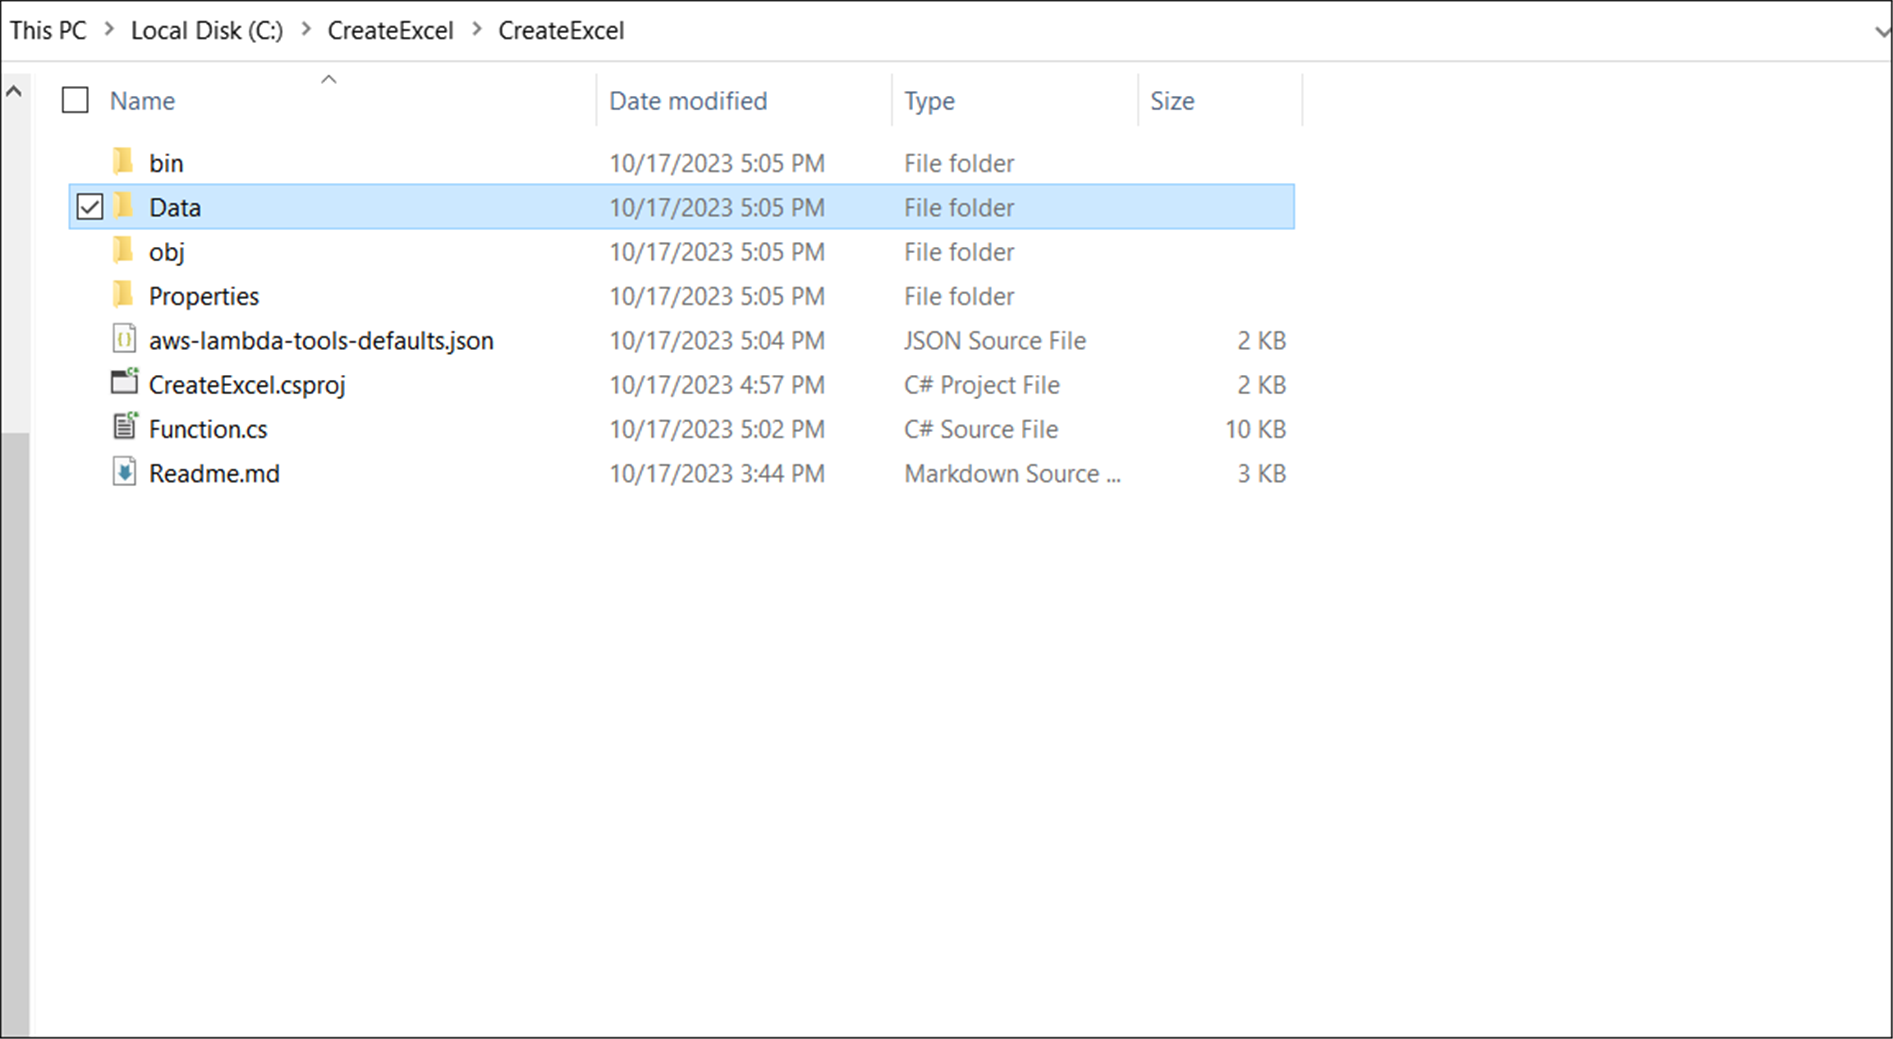 This PC > Local Disk (C:) > CreateExcel > CreateExcel
Name Date modified Type Size
bin 10/17/2023 5:05 PM File folder
Data 10/17/2023 5:05 PM File folder
obj 10/17/2023 5:05 PM File folder
Properties 10/17/2023 5:05 PM File folder
aws-lambda-tools-defaults.json 10/17/2023 5:04 PM JSON Source File 2 KB
CreateExcel.csproj 10/17/2023 4:57 PM C# Project File 2 KB
Function.cs 10/17/2023 5:02 PM C# Source File 10 KB
Readme.md 10/17/2023 3:44 PM Markdown Source ... 3 KB